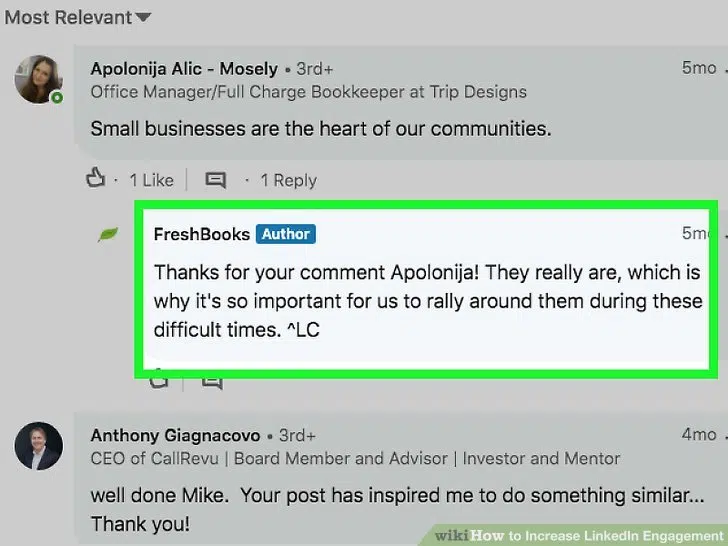 Most Relevant
Apolonija Alic - Mosely • 3rd+ 5mo
Office Manager/Full Charge Bookkeeper at Trip Designs
Small businesses are the heart of our communities.
· 1 Like · 1 Reply
FreshBooks Author 5mo
Thanks for your comment Apolonija! They really are, which is
why it's so important for us to rally around them during these
difficult times. ^LC
Anthony Giagnacovo • 3rd+ 4mo
CEO of CallRevu | Board Member and Advisor | Investor and Mentor
well done Mike. Your post has inspired me to do something similar...
Thank you!
wikiHow to Increase LinkedIn Engagement